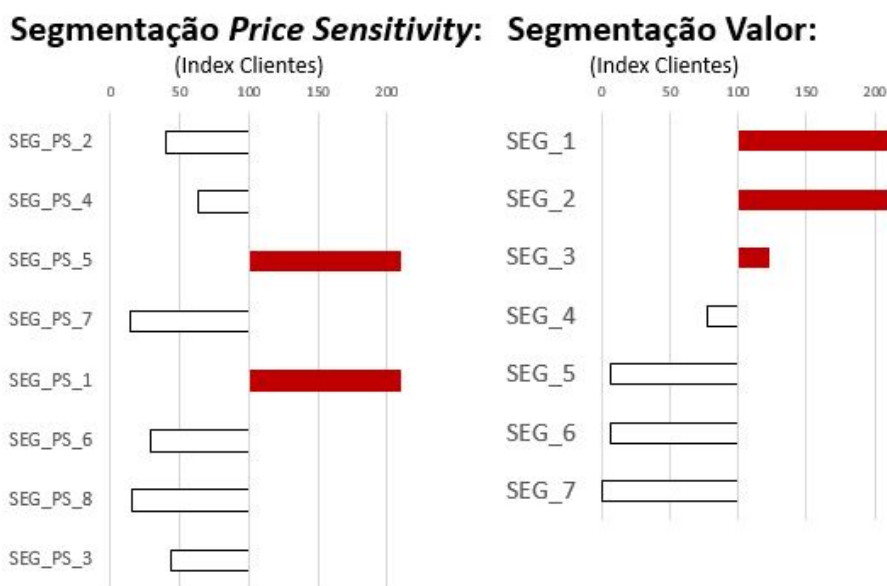 Segmentação Price Sensitivity:
(Index Clientes)
0 50 100 150 200
SEG_PS_2
SEG_PS_4
SEG_PS_5
SEG_PS_7
SEG_PS_1
SEG_PS_6
SEG_PS_8
SEG_PS_3
Segmentação Valor:
(Index Clientes)
0 50 100 150 200
SEG_1
SEG_2
SEG_3
SEG_4
SEG_5
SEG_6
SEG_7